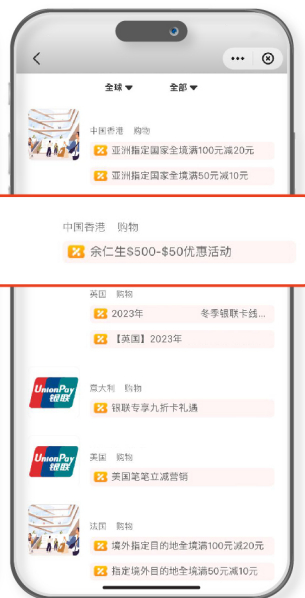 全球 全部
中国香港 购物
亚洲指定国家全境满100元减20元
亚洲指定国家全境满50元减10元
中国香港 购物
余仁生$500-$50优惠活动
英国 购物
2023年 冬季银联卡线...
【英国】2023年
UnionPay
银联
意大利 购物
银联专享九折卡礼遇
UnionPay
银联
美国 购物
美国笔笔立减营销
法国 购物
境外指定目的地全境满100元减20元
指定境外目的地全境满50元减10元